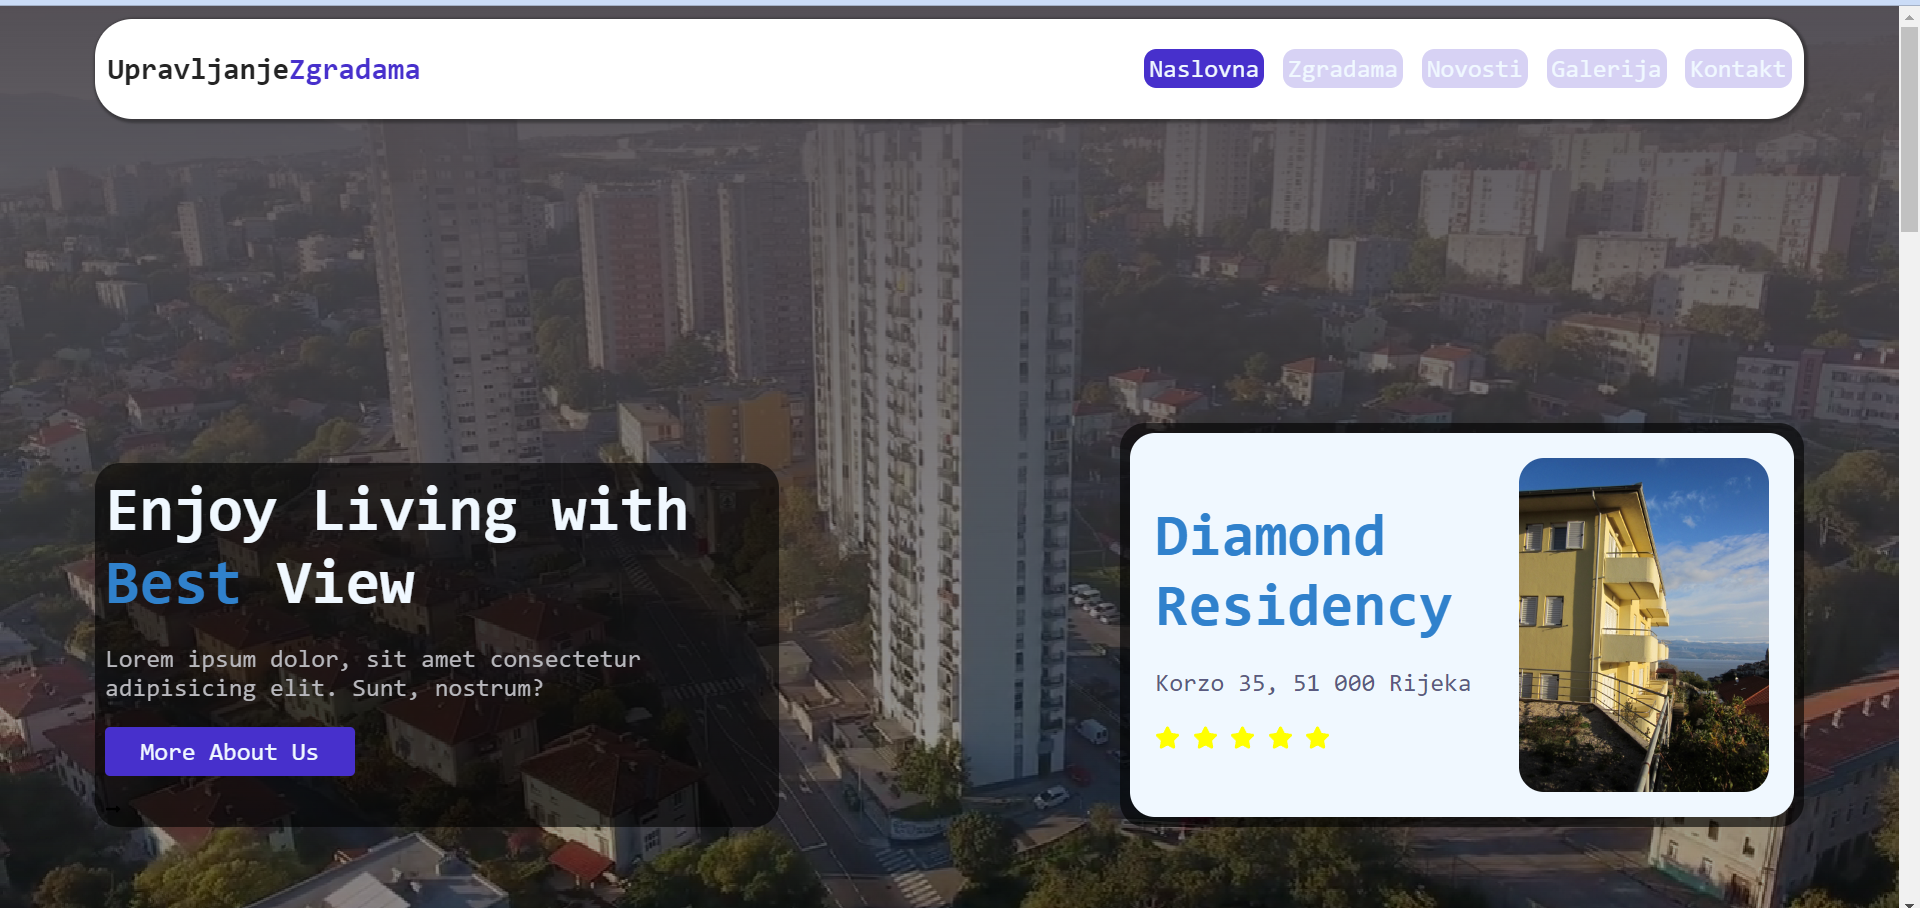 UpravljanjeZgradama
Naslovna Zgradama Novosti Galerija Kontakt
Enjoy Living with
Best View
Lorem ipsum dolor, sit amet consectetur
adipisicing elit. Sunt, nostrum?
More About Us
→
Diamond
Residency
Korzo 35, 51 000 Rijeka